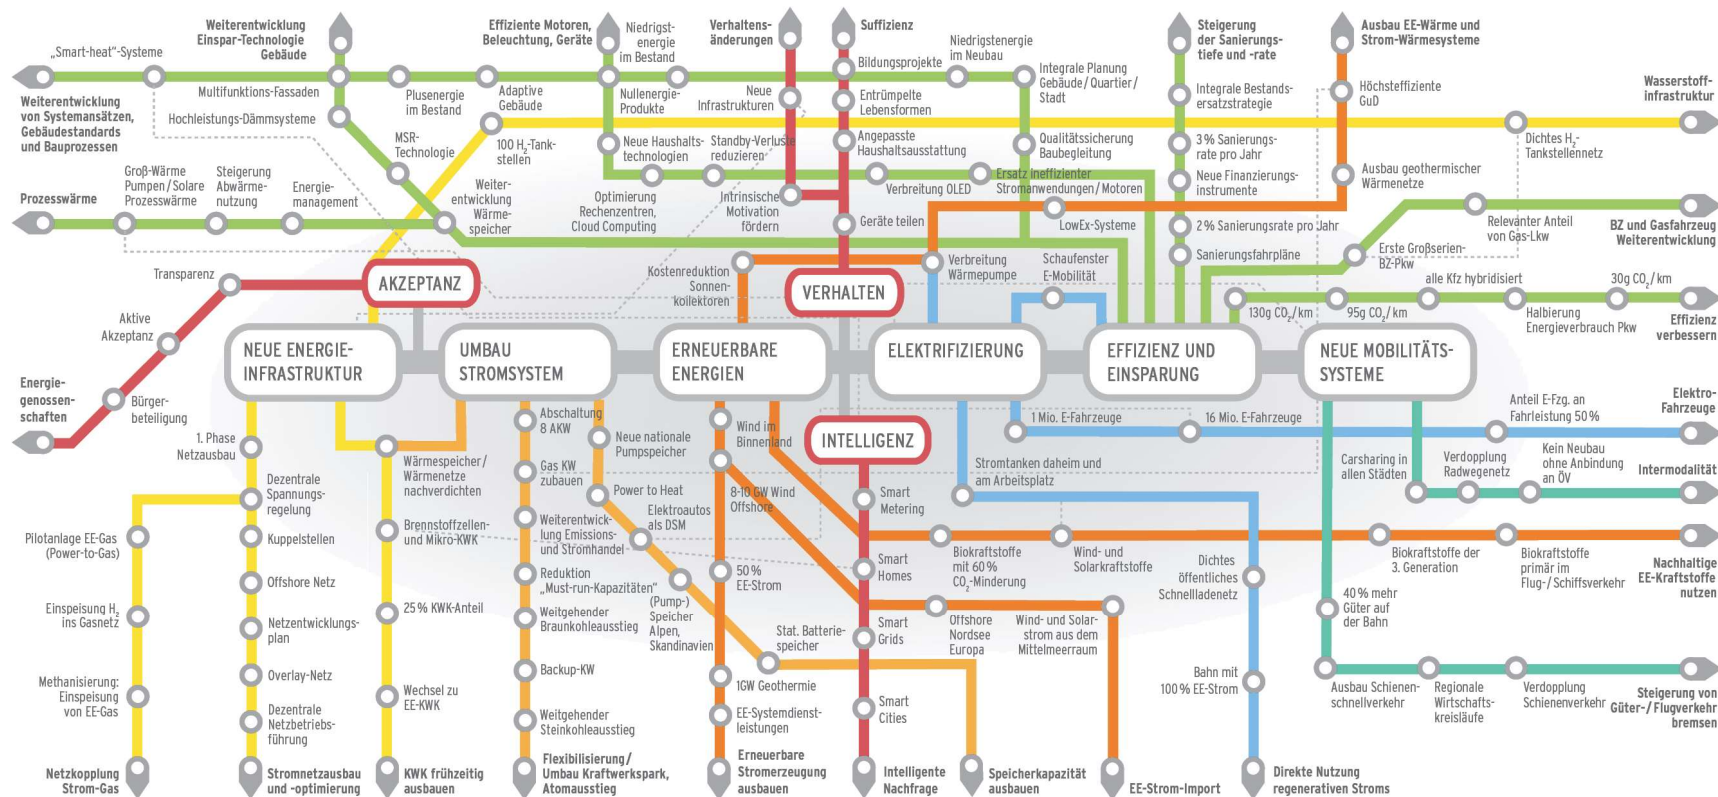 Weiterentwicklung
Einspar-Technologie
Gebäude
Effiziente Motoren,
Beleuchtung, Geräte
Niedrigst-
energie
im Bestand
Verhaltens-
änderungen
Suffizienz
Niedrigstenergie
im Neubau
Steigerung
der Sanierungs-
tiefe und -rate
Ausbau EE-Wärme und
Strom-Wärmesysteme
„Smart-heat“-Systeme
Weiterentwicklung
von Systemansätzen,
Gebäudestandards
und Bauprozessen
Multifunktions-Fassaden
Plusenergie
im Bestand
Adaptive
Gebäude
Nullenergie-
Produkte
Neue
Infrastrukturen
Bildungsprojekte
Entrümpelte
Lebensformen
Integrale Planung
Gebäude/Quartier/
Stadt
Integrale Bestands-
ersatzstrategie
Höchsteffiziente
GuD
Wasserstoff-
infrastruktur
Hochleistungs-Dämmsysteme
MSR-
Technologie
100 H₂-Tank-
stellen
Neue Haushalts-
technologien
Standby-Verluste
reduzieren
Angepasste
Haushaltsausstattung
Qualitätssicherung
Baubegleitung
3 % Sanierungs-
rate pro Jahr
Dichtes H₂-
Tankstellennetz
Prozesswärme
Groß-Wärme
Pumpen/Solare
Prozesswärme
Steigerung
Abwärme-
nutzung
Energie-
management
Weiter-
entwicklung
Wärme-
speicher
Optimierung
Rechenzentren,
Cloud Computing
Intrinsische
Motivation
fördern
Verbreitung OLED
Ersatz ineffizienter
Stromanwendungen/Motoren
Neue Finanzierungs-
instrumente
Ausbau geothermischer
Wärmenetze
Geräte teilen
LowEx-Systeme
2 % Sanierungsrate pro Jahr
Relevanter Anteil
von Gas-Lkw
BZ und Gasfahrzeug
Weiterentwicklung
Transparenz
AKZEPTANZ
Kostenreduktion
Sonnen-
kollektoren
VERHALTEN
Verbreitung
Wärmepumpe
Schaufenster
E-Mobilität
Sanierungsfahrpläne
Erste Großserien-
BZ-Pkw
alle Kfz hybridisiert
30g CO₂/km
Aktive
Akzeptanz
130g CO₂/km
95g CO₂/km
Halbierung
Energieverbrauch Pkw
Effizienz
verbessern
NEUE ENERGIE-
INFRASTRUKTUR
UMBAU
STROMSYSTEM
ERNEUERBARE
ENERGIEN
ELEKTRIFIZIERUNG
EFFIZIENZ UND
EINSPARUNG
NEUE MOBILITÄTS-
SYSTEME
Energie-
genossen-
schaften
Bürger-
beteiligung
1. Phase
Netzausbau
Wärmespeicher/
Wärmenetze
nachverdichten
Abschaltung
8 AKW
Neue nationale
Pumpspeicher
Wind im
Binnenland
INTELLIGENZ
1 Mio. E-Fahrzeuge
16 Mio. E-Fahrzeuge
Anteil E-Fzg. an
Fahrleistung 50 %
Elektro-
Fahrzeuge
Gas KW
zubauen
Stromtanken daheim und
am Arbeitsplatz
Carsharing in
allen Städten
Verdopplung
Radwegenetz
Kein Neubau
ohne Anbindung
an ÖV
Intermodalität
Dezentrale
Spannungs-
regelung
Power to Heat
8-10 GW Wind
Offshore
Smart
Metering
Pilotanlage EE-Gas
(Power-to-Gas)
Kuppelstellen
Brennstoffzellen-
und Mikro-KWK
Weiterentwick-
lung Emissions-
und Stromhandel
Elektroautos
als DSM
Biokraftstoffe
mit 60 %
CO₂-Minderung
Wind- und
Solarkraftstoffe
Dichtes
öffentliches
Schnellladenetz
Biokraftstoffe der
3. Generation
Biokraftstoffe
primär im
Flug-/Schiffsverkehr
Nachhaltige
EE-Kraftstoffe
nutzen
Offshore Netz
Reduktion
„Must-run-Kapazitäten“
50 %
EE-Strom
Smart
Homes
Einspeisung H₂
ins Gasnetz
Netzentwicklungs-
plan
25 % KWK-Anteil
Weitgehender
Braunkohleausstieg
(Pump-)
Speicher
Alpen,
Skandinavien
Stat. Batterie-
speicher
Smart
Grids
Offshore
Nordsee
Europa
Wind- und Solar-
strom aus dem
Mittelmeerraum
40 % mehr
Güter auf
der Bahn
Methanisierung:
Einspeisung
von EE-Gas
Overlay-Netz
Wechsel zu
EE-KWK
Backup-KW
1GW Geothermie
Smart
Cities
Bahn mit
100 % EE-Strom
Ausbau Schienen-
schnellverkehr
Regionale
Wirtschafts-
kreisläufe
Verdopplung
Schienenverkehr
Steigerung von
Güter-/Flugverkehr
bremsen
Dezentrale
Netzbetriebs-
führung
Weitgehender
Steinkohleausstieg
EE-Systemdienst-
leistungen
Netzkopplung
Strom-Gas
Stromnetzausbau
und -optimierung
KWK frühzeitig
ausbauen
Flexibilisierung/
Umbau Kraftwerkspark,
Atomausstieg
Erneuerbare
Stromerzeugung
ausbauen
Intelligente
Nachfrage
Speicherkapazität
ausbauen
EE-Strom-Import
Direkte Nutzung
regenerativen Stroms